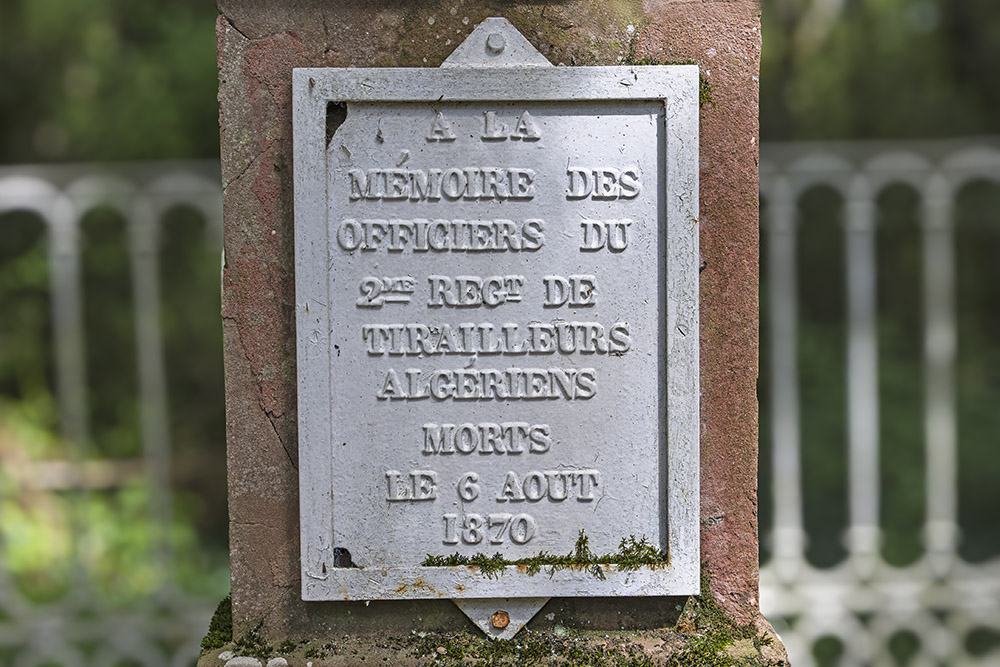 À LA
MÉMOIRE DES
OFFICIERS DU
2ME REGT DE
TIRAILLEURS
ALGÉRIENS
MORTS
LE 6 AOUT
1870